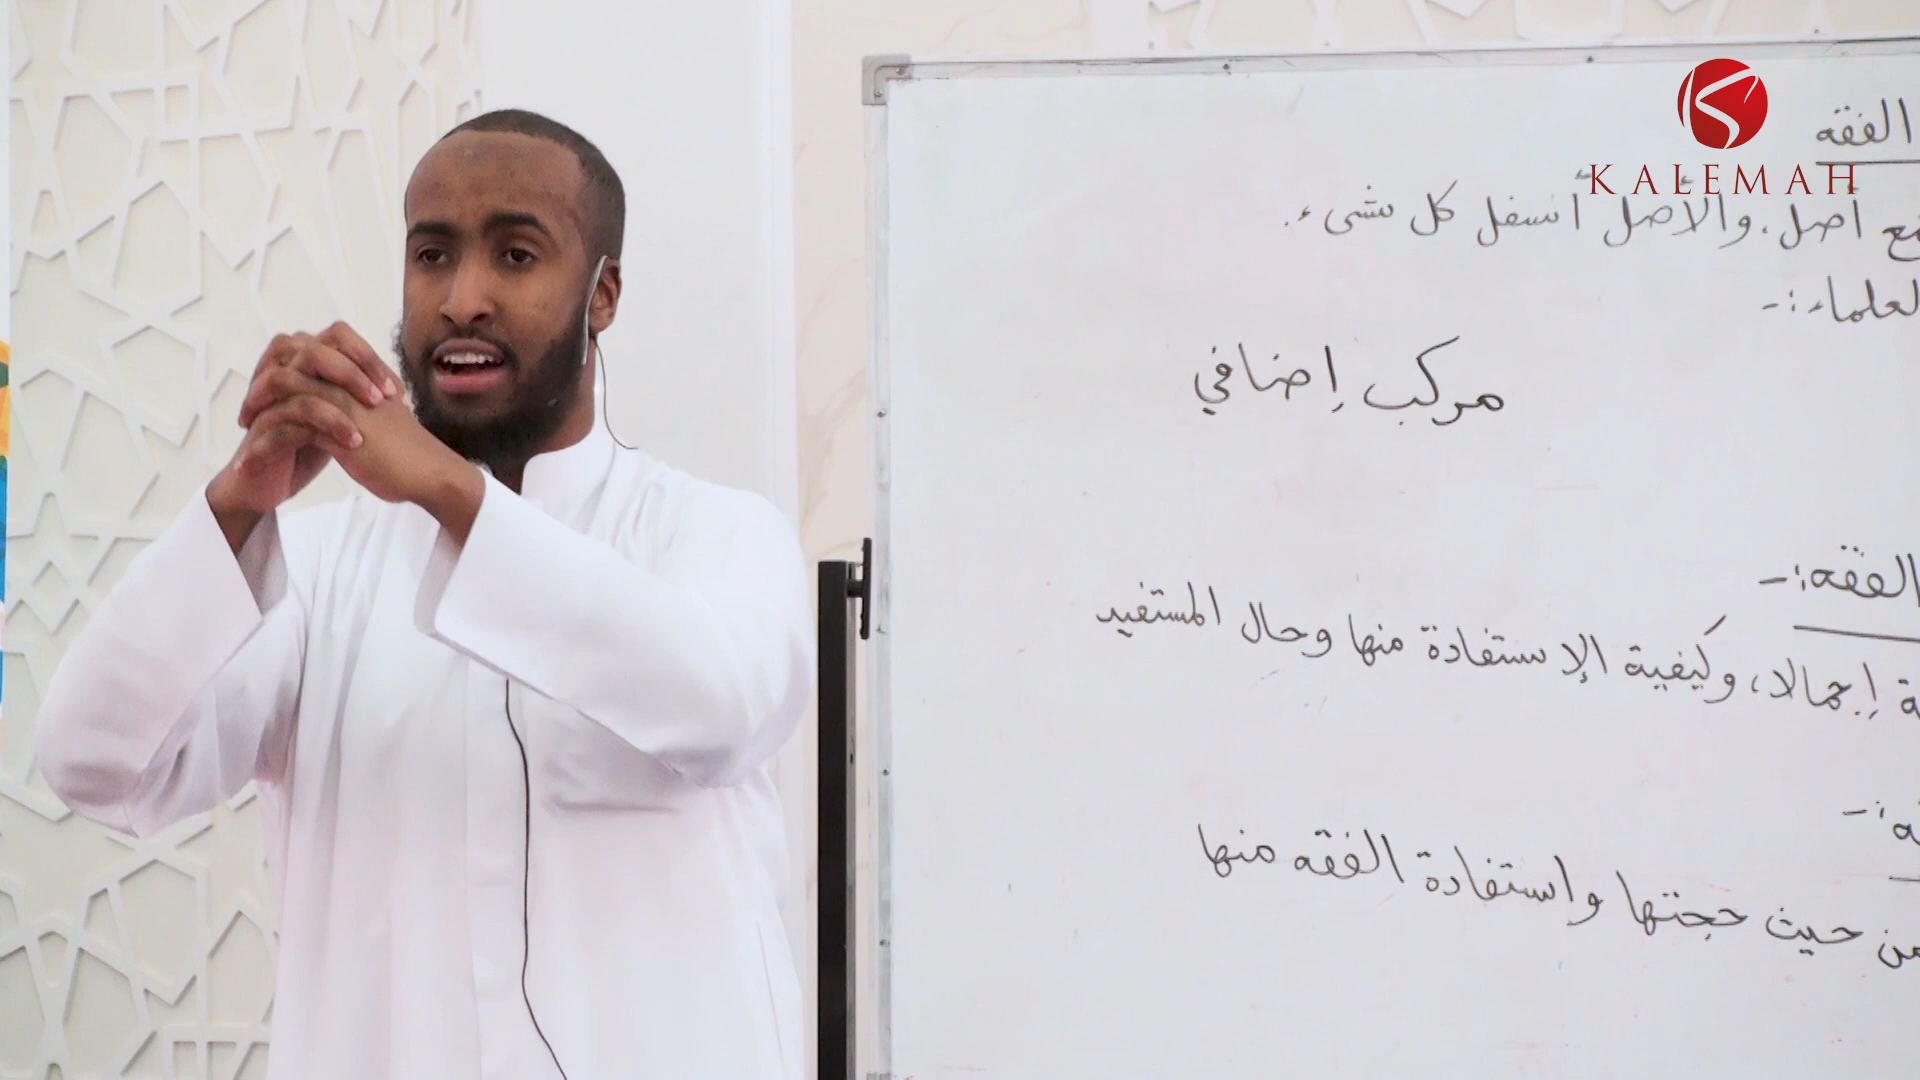 الفقه
KALEMAH
أصل. والأصل أسفل كل شيء.
العلماء:-
مركب إضافي
الفقه:-
إجمالا، وكيفية الإستفادة منها وحال المستفيد
من حيث حجتها واستفادة الفقه منها